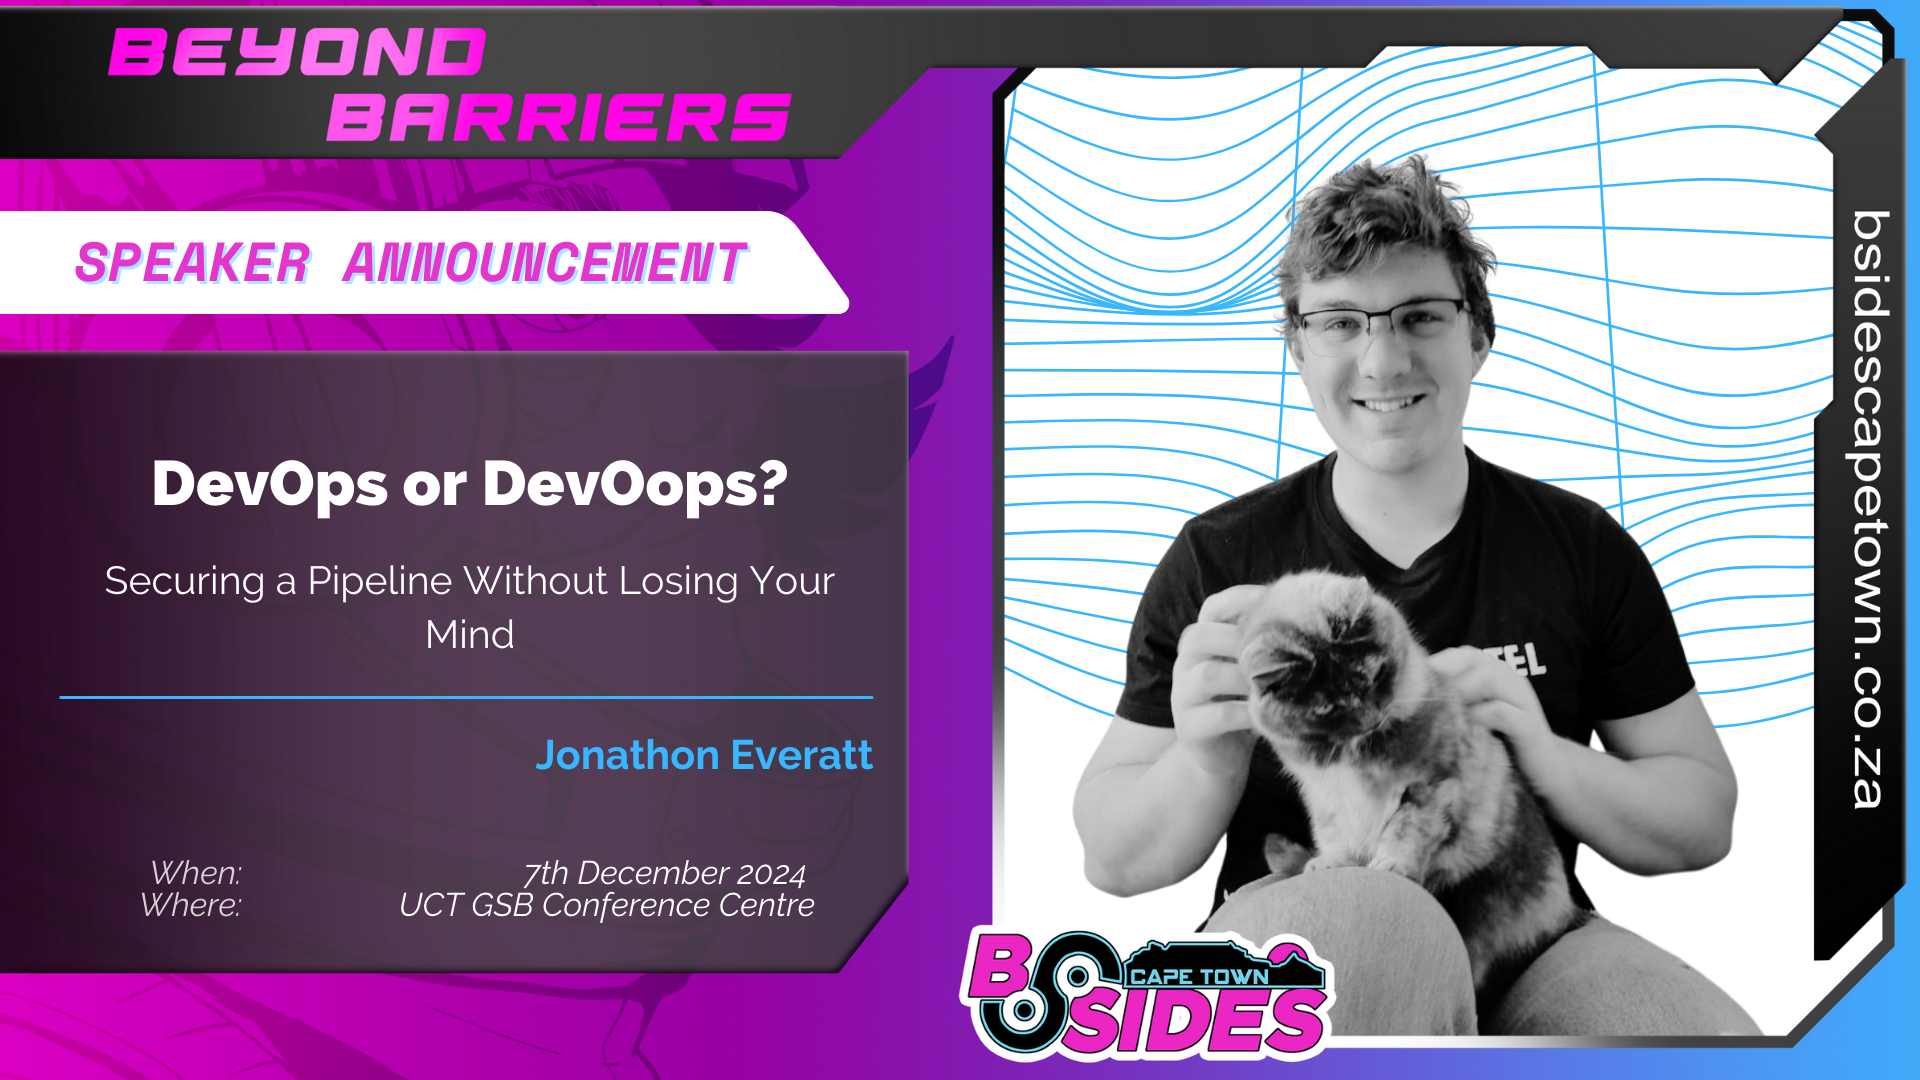 BEYOND
BARRIERS
SPEAKER ANNOUNCEMENT
DevOps or DevOops?
Securing a Pipeline Without Losing Your
Mind
Jonathon Everatt
When: 7th December 2024
Where: UCT GSB Conference Centre
TEL
BSIDES
CAPE TOWN
bsidescapetown.co.za